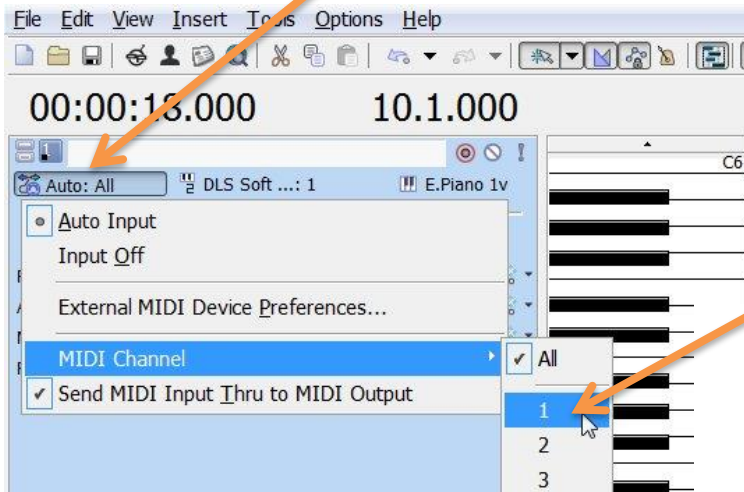 File Edit View Insert Tools Options Help
00:00:18.000 10.1.000
1
C6
Auto: All DLS Soft ...: 1 E.Piano 1v
Auto Input
Input Off
External MIDI Device Preferences...
MIDI Channel
All
Send MIDI Input Thru to MIDI Output
1
2
3